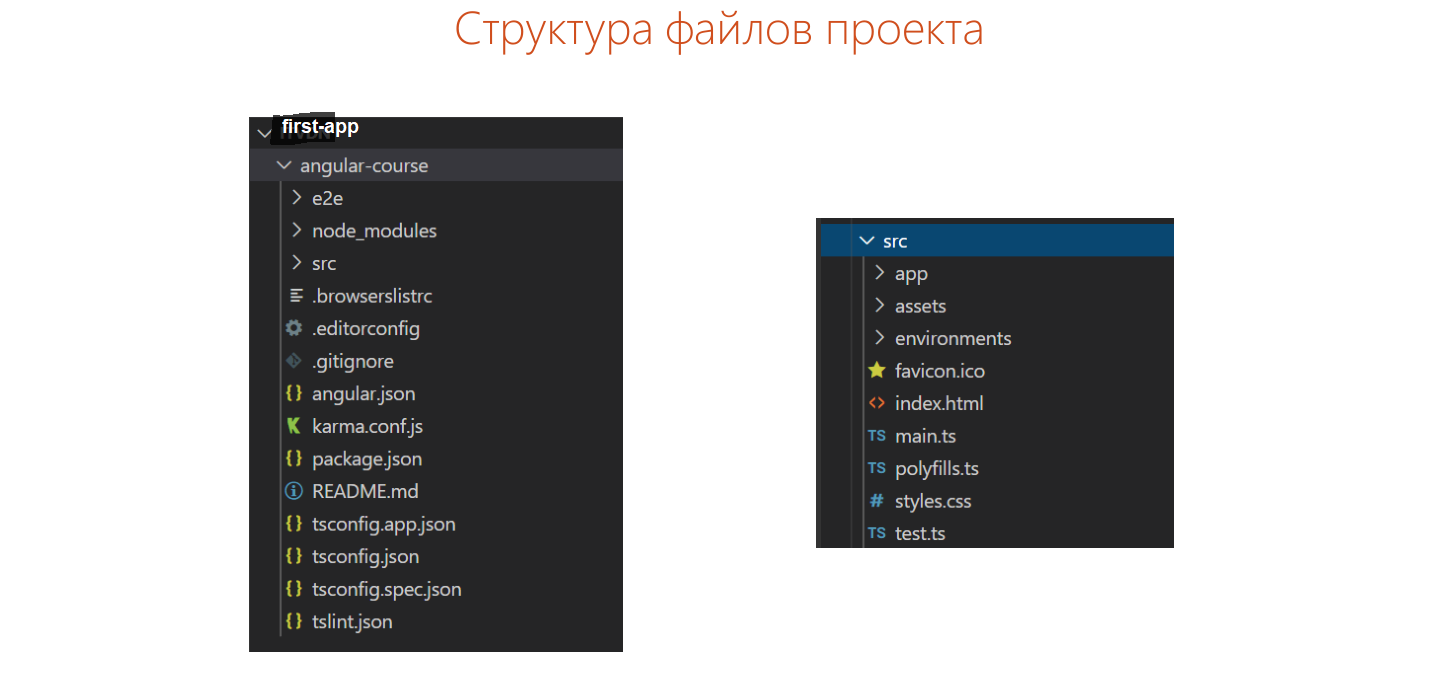 Структура файлов проекта
first-app
angular-course
e2e
node_modules
src
.browserslistrc
.editorconfig
.gitignore
angular.json
karma.conf.js
package.json
README.md
tsconfig.app.json
tsconfig.json
tsconfig.spec.json
tslint.json
src
app
assets
environments
favicon.ico
index.html
TS main.ts
TS polyfills.ts
# styles.css
TS test.ts